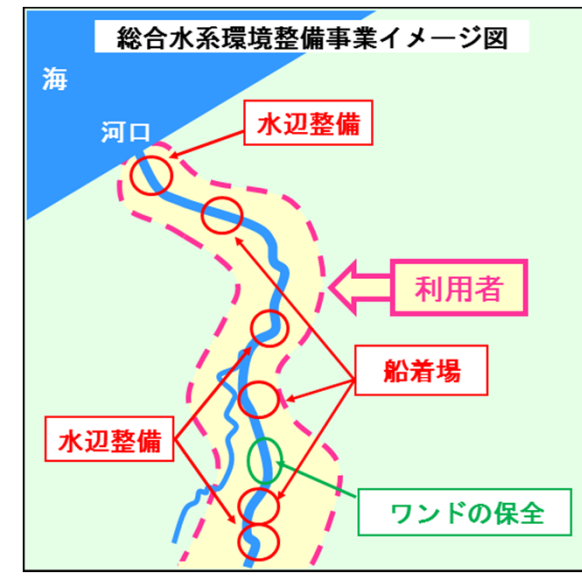 総合水系環境整備事業イメージ図
海
河口
水辺整備
利用者
船着場
水辺整備
ワンドの保全